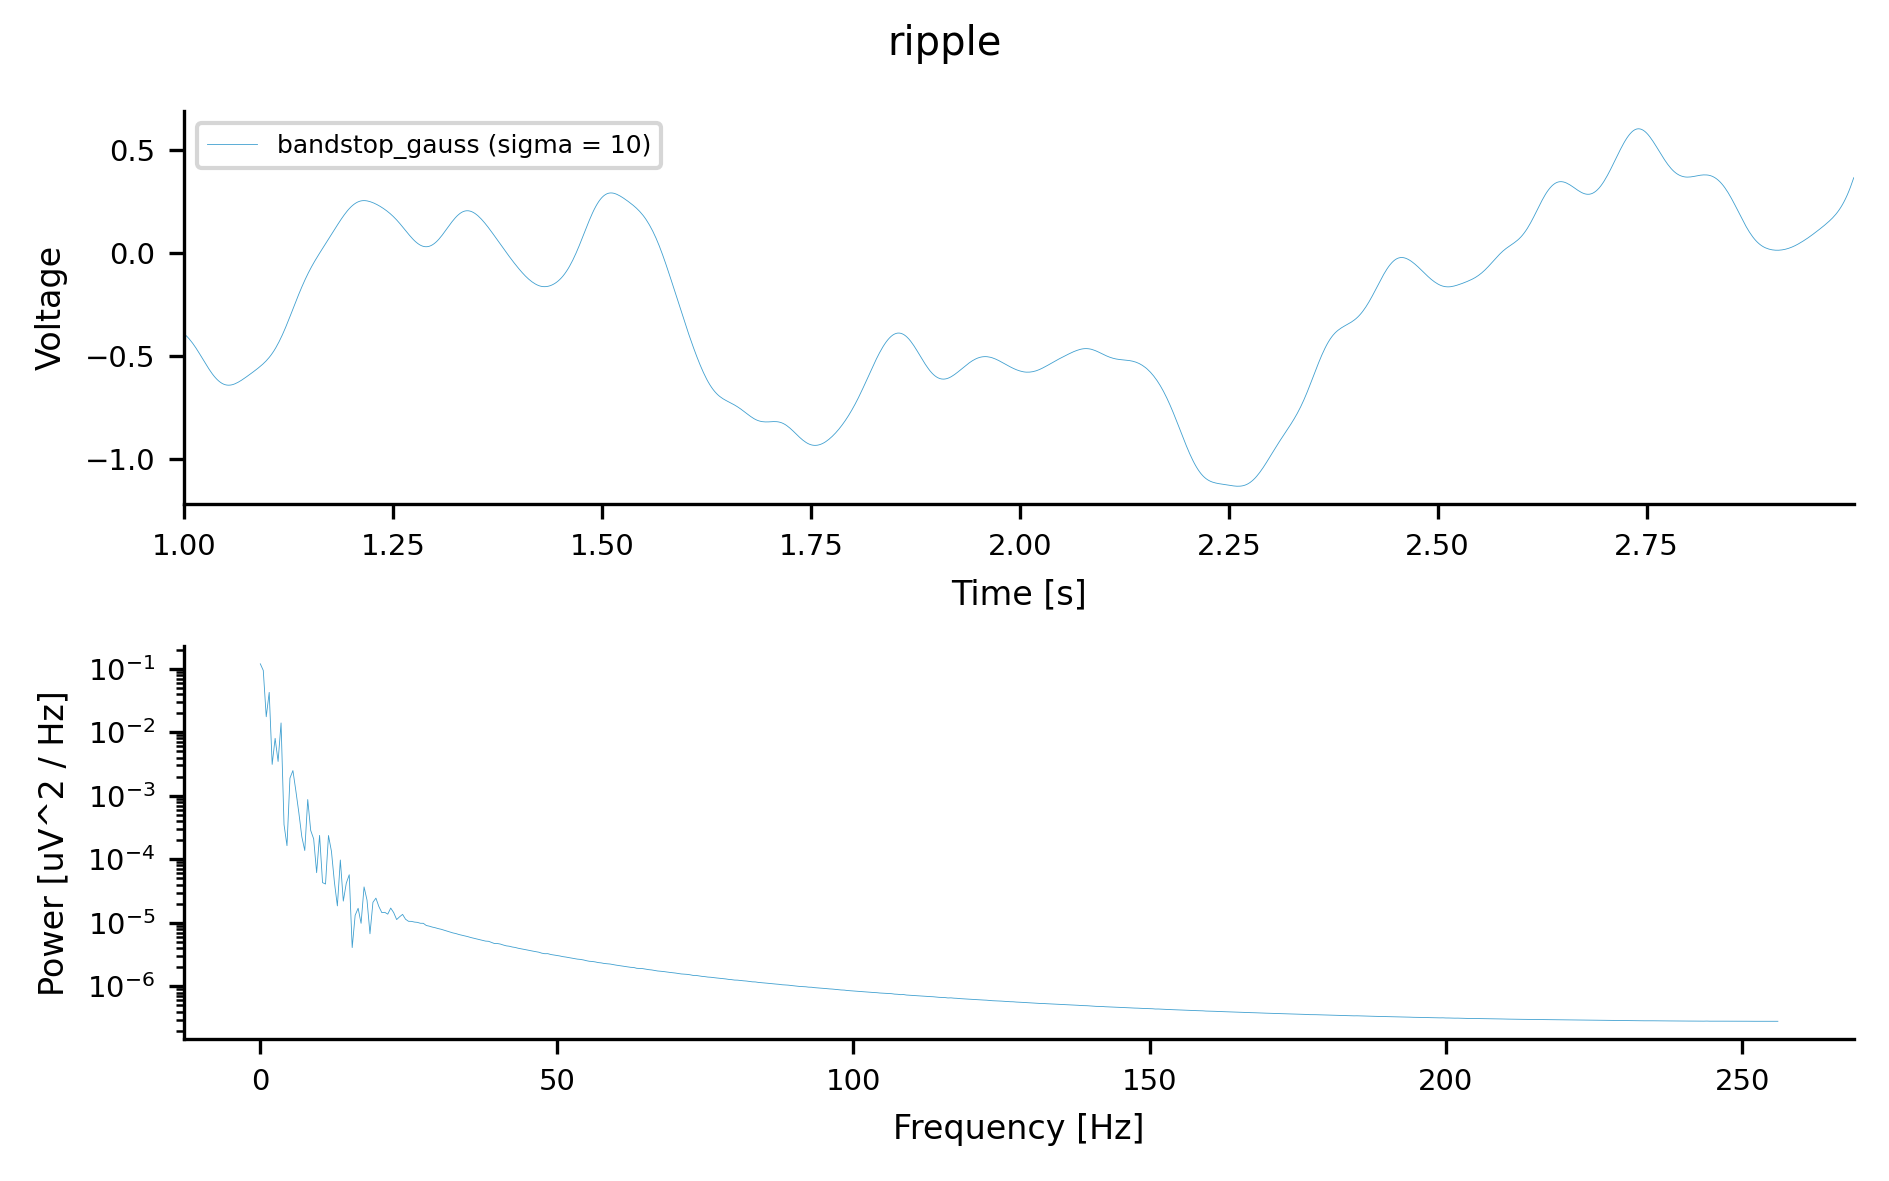 ripple
bandstop_gauss (sigma = 10)
Voltage
0.5
0.0
−0.5
−1.0
1.00 1.25 1.50 1.75 2.00 2.25 2.50 2.75
Time [s]
Power [uV^2 / Hz]
10⁻¹
10⁻²
10⁻³
10⁻⁴
10⁻⁵
10⁻⁶
0 50 100 150 200 250
Frequency [Hz]